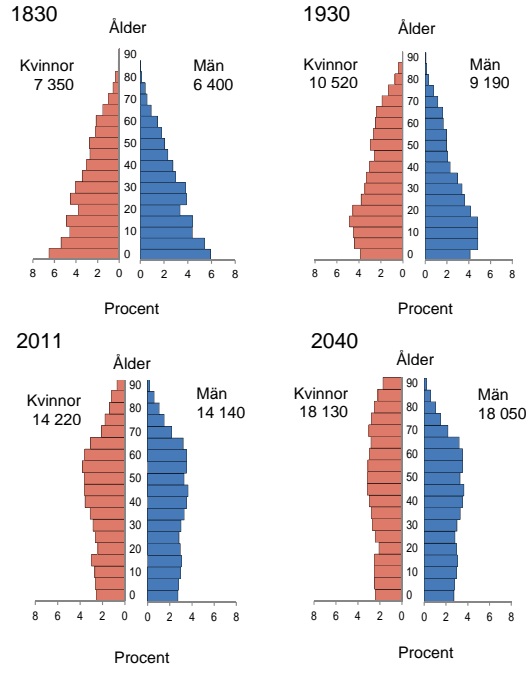 1830
Ålder
Kvinnor
7 350
Män
6 400
90
80
70
60
50
40
30
20
10
0
8 6 4 2 0
0 2 4 6 8
Procent
1930
Ålder
Kvinnor
10 520
Män
9 190
90
80
70
60
50
40
30
20
10
0
8 6 4 2 0
0 2 4 6 8
Procent
2011
Ålder
Kvinnor
14 220
Män
14 140
90
80
70
60
50
40
30
20
10
0
8 6 4 2 0
0 2 4 6 8
Procent
2040
Ålder
Kvinnor
18 130
Män
18 050
90
80
70
60
50
40
30
20
10
0
8 6 4 2 0
0 2 4 6 8
Procent